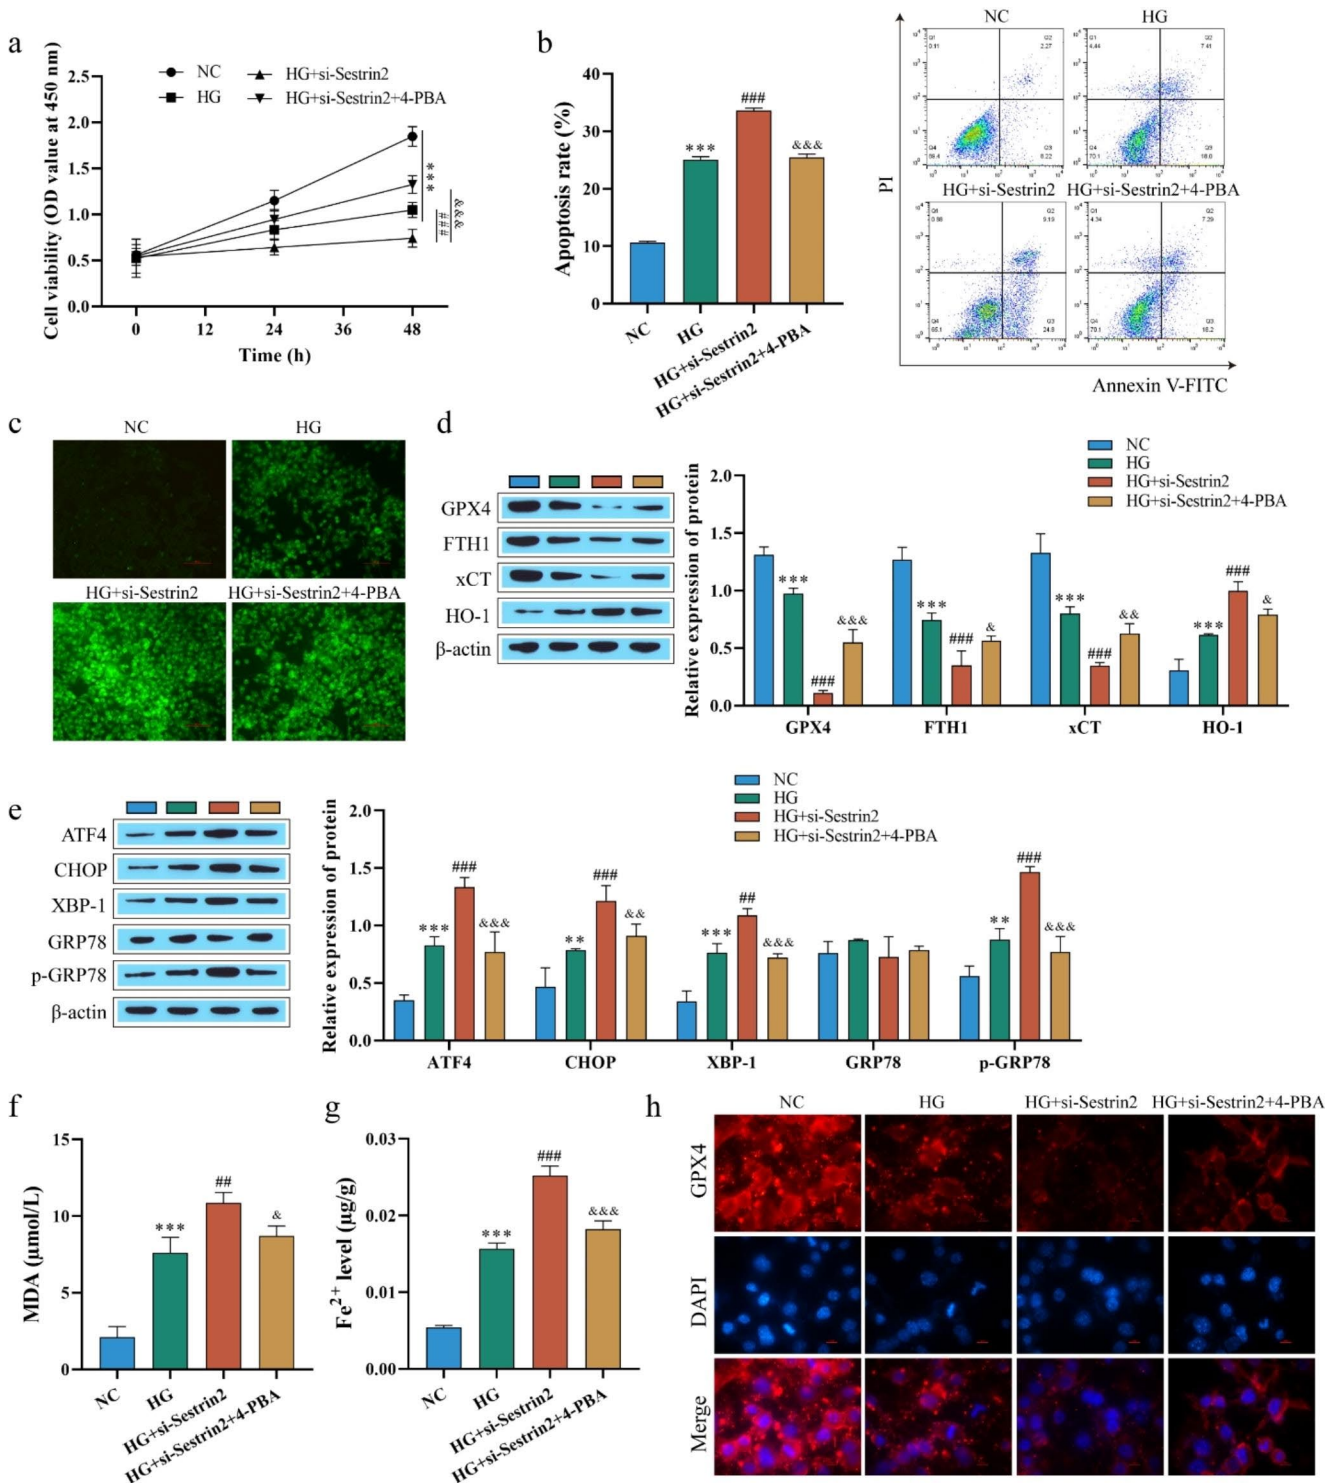 a
Cell viability (OD value at 450 nm)
NC
HG
HG+si-Sestrin2
HG+si-Sestrin2+4-PBA
2.5
2.0
1.5
1.0
0.5
0.0
***
###
&&&
0 12 24 36 48
Time (h)
b
Apoptosis rate (%)
40
30
20
10
0
***
###
&&&
NC
HG
HG+si-Sestrin2
HG+si-Sestrin2+4-PBA
NC HG
HG+si-Sestrin2 HG+si-Sestrin2+4-PBA
PI
Annexin V-FITC
c
NC HG
HG+si-Sestrin2 HG+si-Sestrin2+4-PBA
d
GPX4
FTH1
xCT
HO-1
β-actin
NC
HG
HG+si-Sestrin2
HG+si-Sestrin2+4-PBA
Relative expression of protein
2.0
1.5
1.0
0.5
0.0
*** ### &&&
*** ### &
*** ### &&
*** ### &
GPX4 FTH1 xCT HO-1
e
ATF4
CHOP
XBP-1
GRP78
p-GRP78
β-actin
NC
HG
HG+si-Sestrin2
HG+si-Sestrin2+4-PBA
Relative expression of protein
2.0
1.5
1.0
0.5
0.0
*** ### &&&
** ### &&
*** ## &&&
** ### &&&
ATF4 CHOP XBP-1 GRP78 p-GRP78
f
MDA (μmol/L)
15
10
5
0
***
##
&
NC
HG
HG+si-Sestrin2
HG+si-Sestrin2+4-PBA
g
Fe2+ level (μg/g)
0.03
0.02
0.01
0.00
***
###
&&&
NC
HG
HG+si-Sestrin2
HG+si-Sestrin2+4-PBA
h
NC HG HG+si-Sestrin2 HG+si-Sestrin2+4-PBA
GPX4
DAPI
Merge